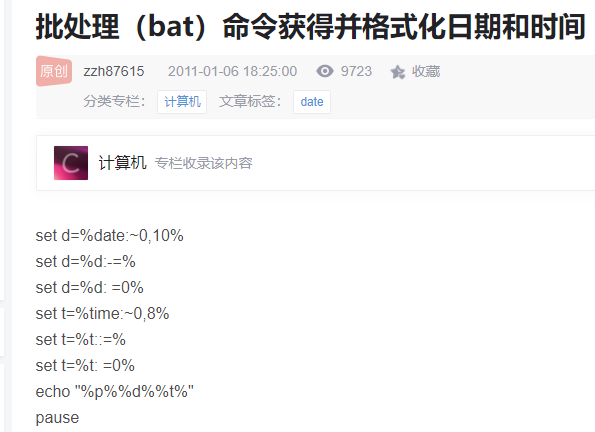 批处理（bat）命令获得并格式化日期和时间
原创 zzh87615 2011-01-06 18:25:00 9723 收藏
分类专栏： 计算机 文章标签： date
C 计算机 专栏收录该内容
set d=%date:~0,10%
set d=%d:-=%
set d=%d: =0%
set t=%time:~0,8%
set t=%t::=%
set t=%t: =0%
echo "%p%%d%%t%"
pause